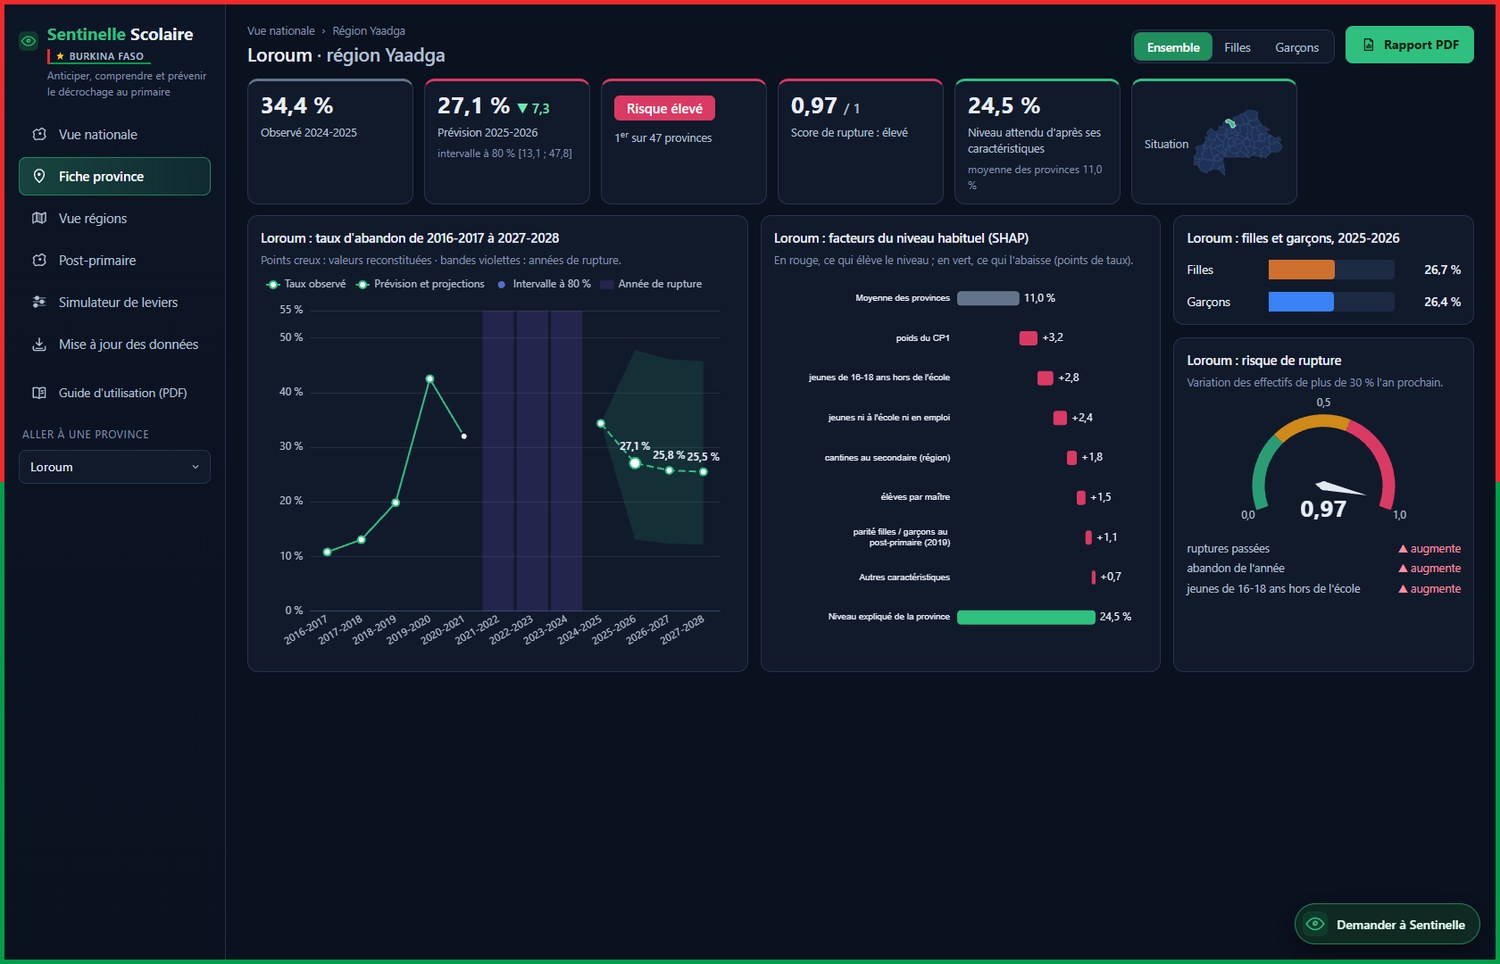 Sentinelle Scolaire
★ BURKINA FASO
Anticiper, comprendre et prévenir
le décrochage au primaire
Vue nationale
Fiche province
Vue régions
Post-primaire
Simulateur de leviers
Mise à jour des données
Guide d'utilisation (PDF)
ALLER À UNE PROVINCE
Loroum
Vue nationale › Région Yaadga
Loroum · région Yaadga
Ensemble Filles Garçons
Rapport PDF
34,4 %
Observé 2024-2025
27,1 % ▼ 7,3
Prévision 2025-2026
intervalle à 80 % [13,1 ; 47,8]
Risque élevé
1er sur 47 provinces
0,97 / 1
Score de rupture : élevé
24,5 %
Niveau attendu d'après ses
caractéristiques
moyenne des provinces 11,0
%
Situation
Loroum : taux d'abandon de 2016-2017 à 2027-2028
Points creux : valeurs reconstituées · bandes violettes : années de rupture.
Taux observé Prévision et projections Intervalle à 80 % Année de rupture
55 %
50 %
40 %
30 %
20 %
10 %
0 %
27,1 % 25,8 % 25,5 %
2016-2017 2017-2018 2018-2019 2019-2020 2020-2021 2021-2022 2022-2023 2023-2024 2024-2025 2025-2026 2026-2027 2027-2028
Loroum : facteurs du niveau habituel (SHAP)
En rouge, ce qui élève le niveau ; en vert, ce qui l'abaisse (points de taux).
Moyenne des provinces 11,0 %
poids du CP1 +3,2
jeunes de 16-18 ans hors de l'école +2,8
jeunes ni à l'école ni en emploi +2,4
cantines au secondaire (région) +1,8
élèves par maître +1,5
parité filles / garçons au
post-primaire (2019) +1,1
Autres caractéristiques +0,7
Niveau expliqué de la province 24,5 %
Loroum : filles et garçons, 2025-2026
Filles 26,7 %
Garçons 26,4 %
Loroum : risque de rupture
Variation des effectifs de plus de 30 % l'an prochain.
0,5
0,0 0,97 1,0
ruptures passées ▲ augmente
abandon de l'année ▲ augmente
jeunes de 16-18 ans hors de l'école ▲ augmente
Demander à Sentinelle